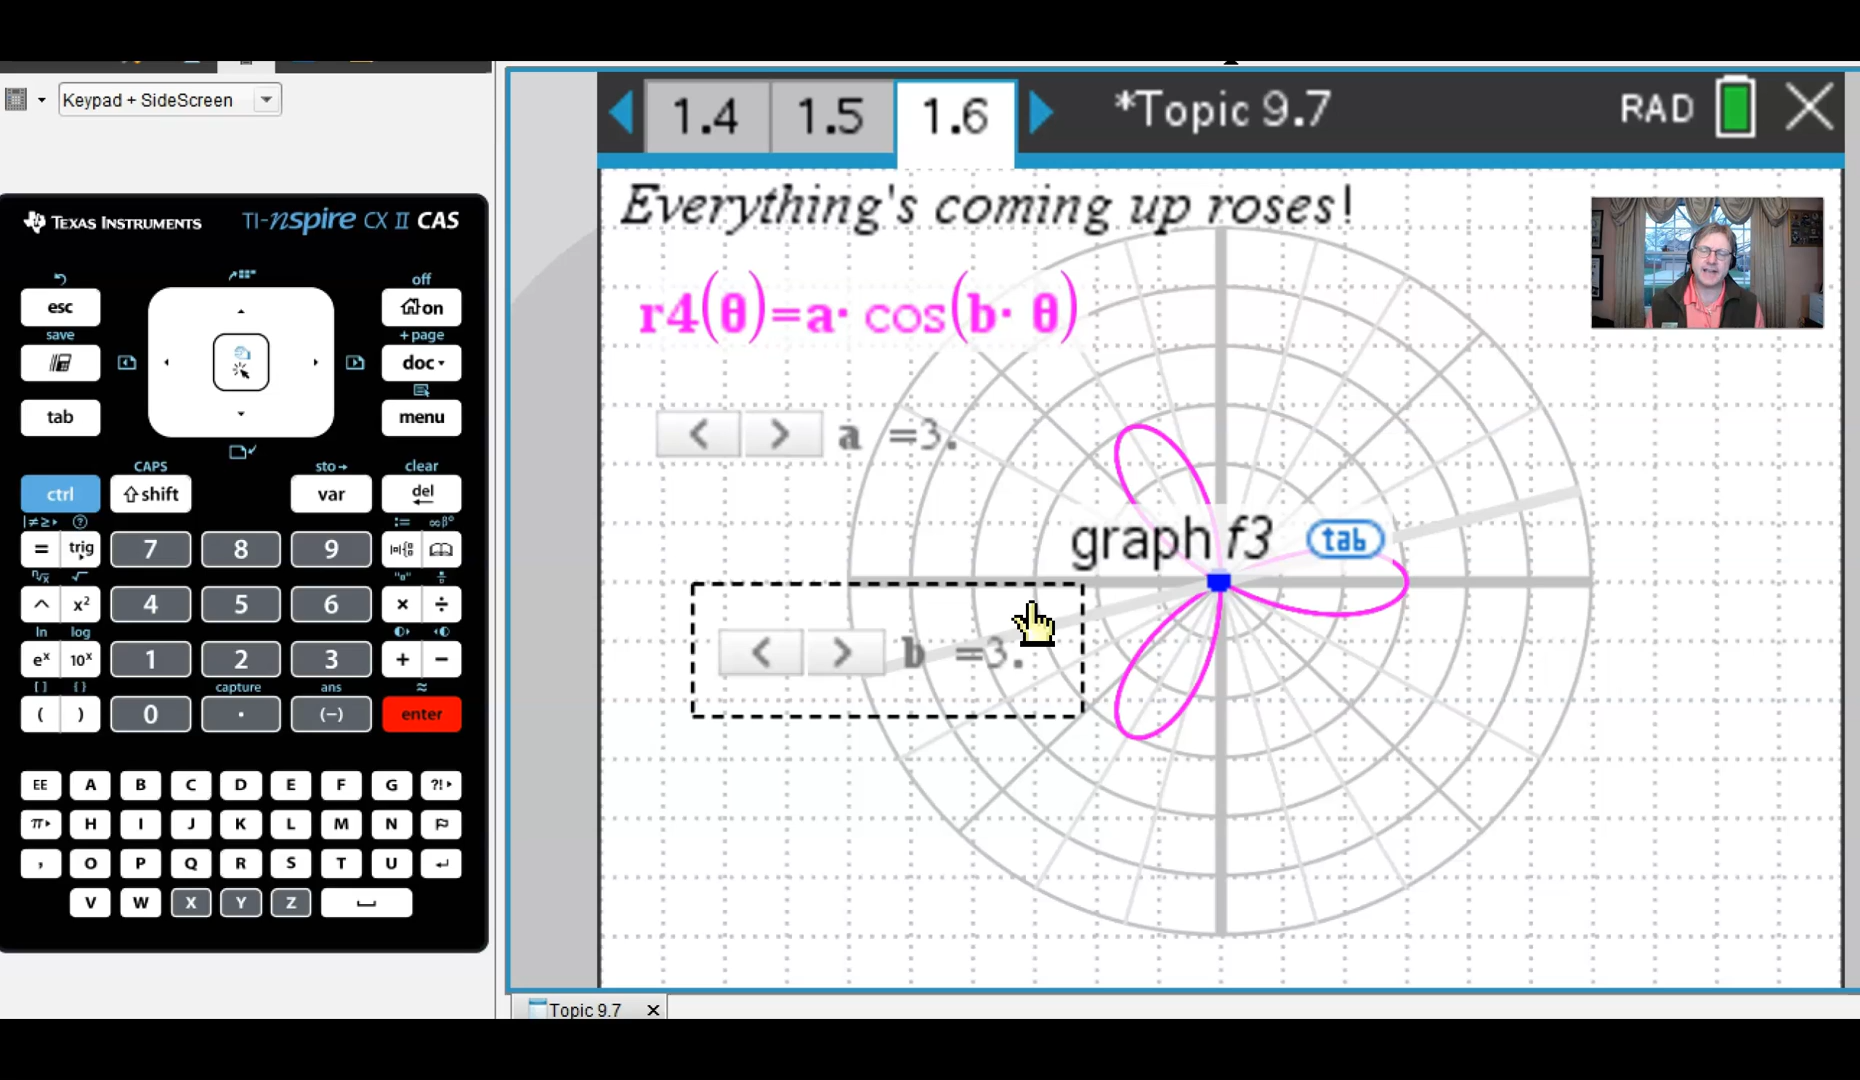 Keypad + SideScreen
TEXAS INSTRUMENTS TI-nspire CX II CAS
off
esc
on
save
+ page
doc
tab
menu
CAPS sto→ clear
ctrl shift var del
= trig 7 8 9
^ x² 4 5 6 × ÷
ln log
eˣ 10ˣ 1 2 3 + −
[ ] { } capture ans ≈
( ) 0 . (−) enter
EE A B C D E F G ?!▸
π▸ H I J K L M N
, O P Q R S T U
V W X Y Z
1.4 1.5 1.6 *Topic 9.7 RAD
Everything's coming up roses!
r4(θ)=a· cos(b· θ)
< > a =3.
graph f3 tab
< > b =3.
Topic 9.7